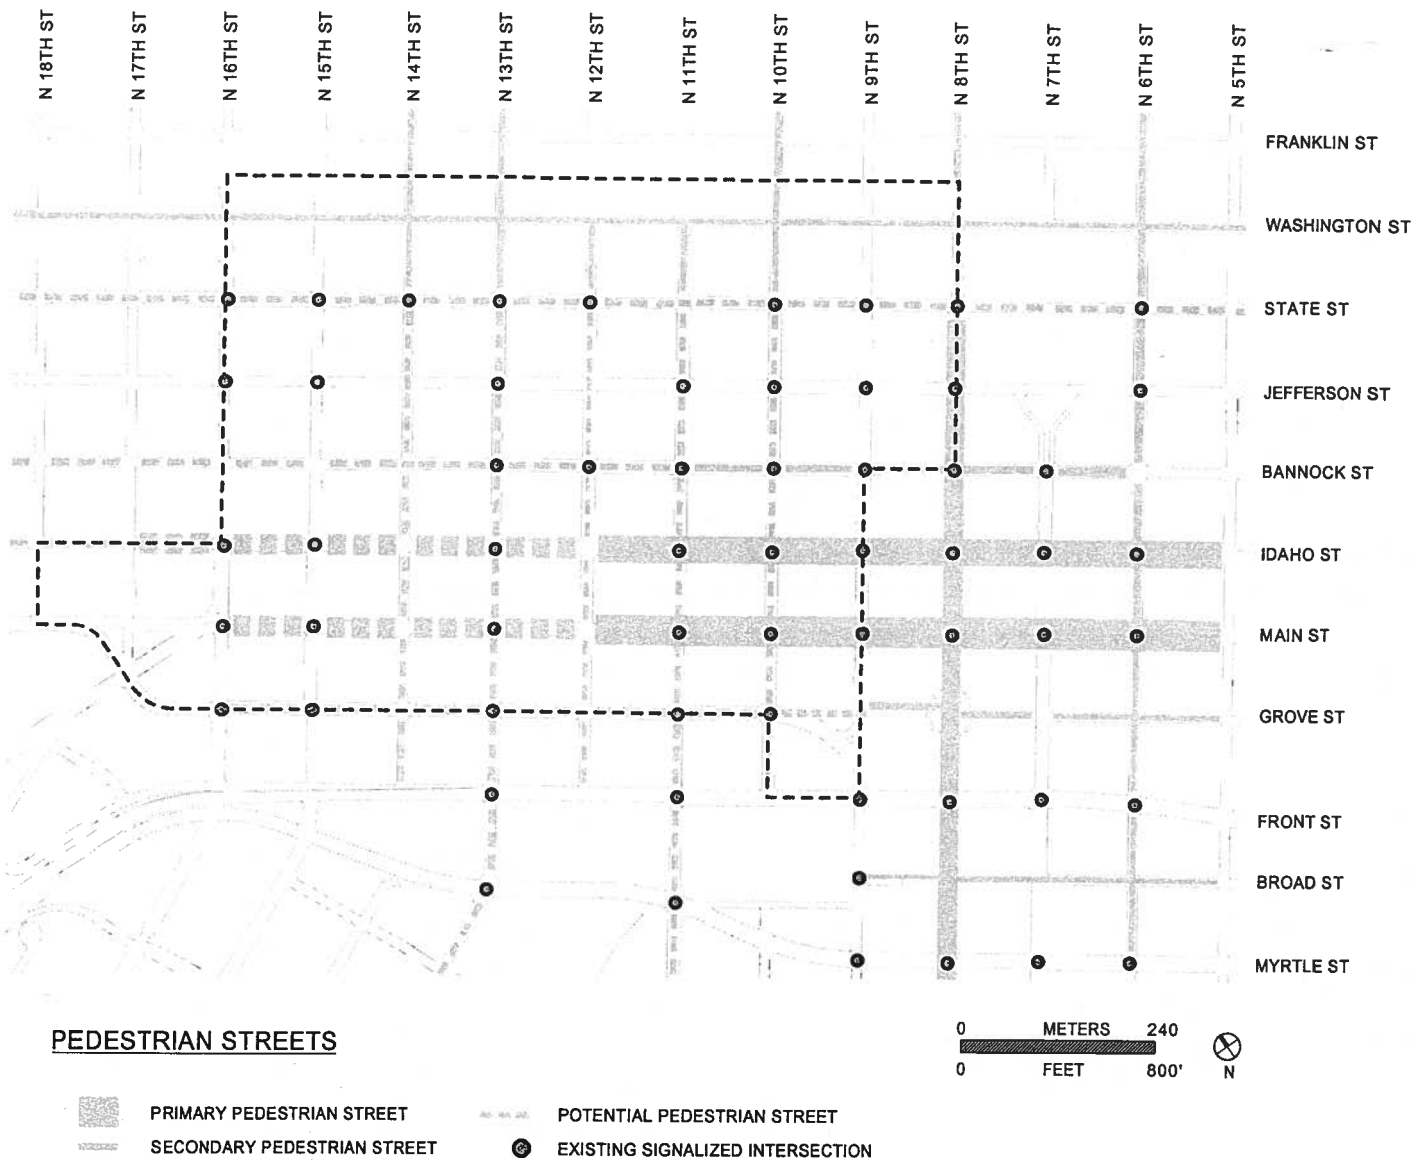 N 18TH ST
N 17TH ST
N 16TH ST
N 15TH ST
N 14TH ST
N 13TH ST
N 12TH ST
N 11TH ST
N 10TH ST
N 9TH ST
N 8TH ST
N 7TH ST
N 6TH ST
N 5TH ST
FRANKLIN ST
WASHINGTON ST
STATE ST
JEFFERSON ST
BANNOCK ST
IDAHO ST
MAIN ST
GROVE ST
FRONT ST
BROAD ST
MYRTLE ST
PEDESTRIAN STREETS
0 METERS 240
0 FEET 800'
N
PRIMARY PEDESTRIAN STREET
SECONDARY PEDESTRIAN STREET
POTENTIAL PEDESTRIAN STREET
EXISTING SIGNALIZED INTERSECTION